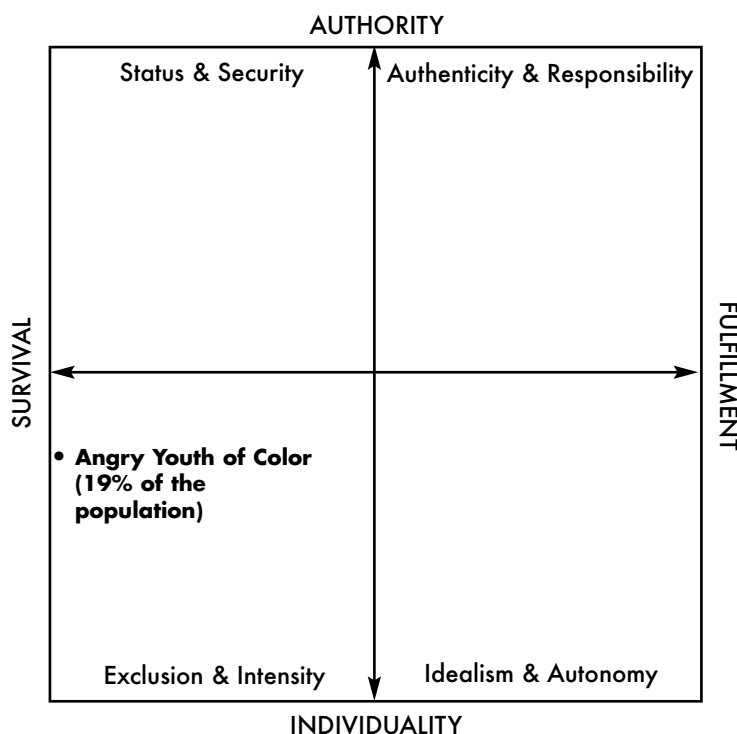 AUTHORITY
Status & Security
Authenticity & Responsibility
SURVIVAL
FULFILLMENT
• Angry Youth of Color
(19% of the
population)
Exclusion & Intensity
Idealism & Autonomy
INDIVIDUALITY